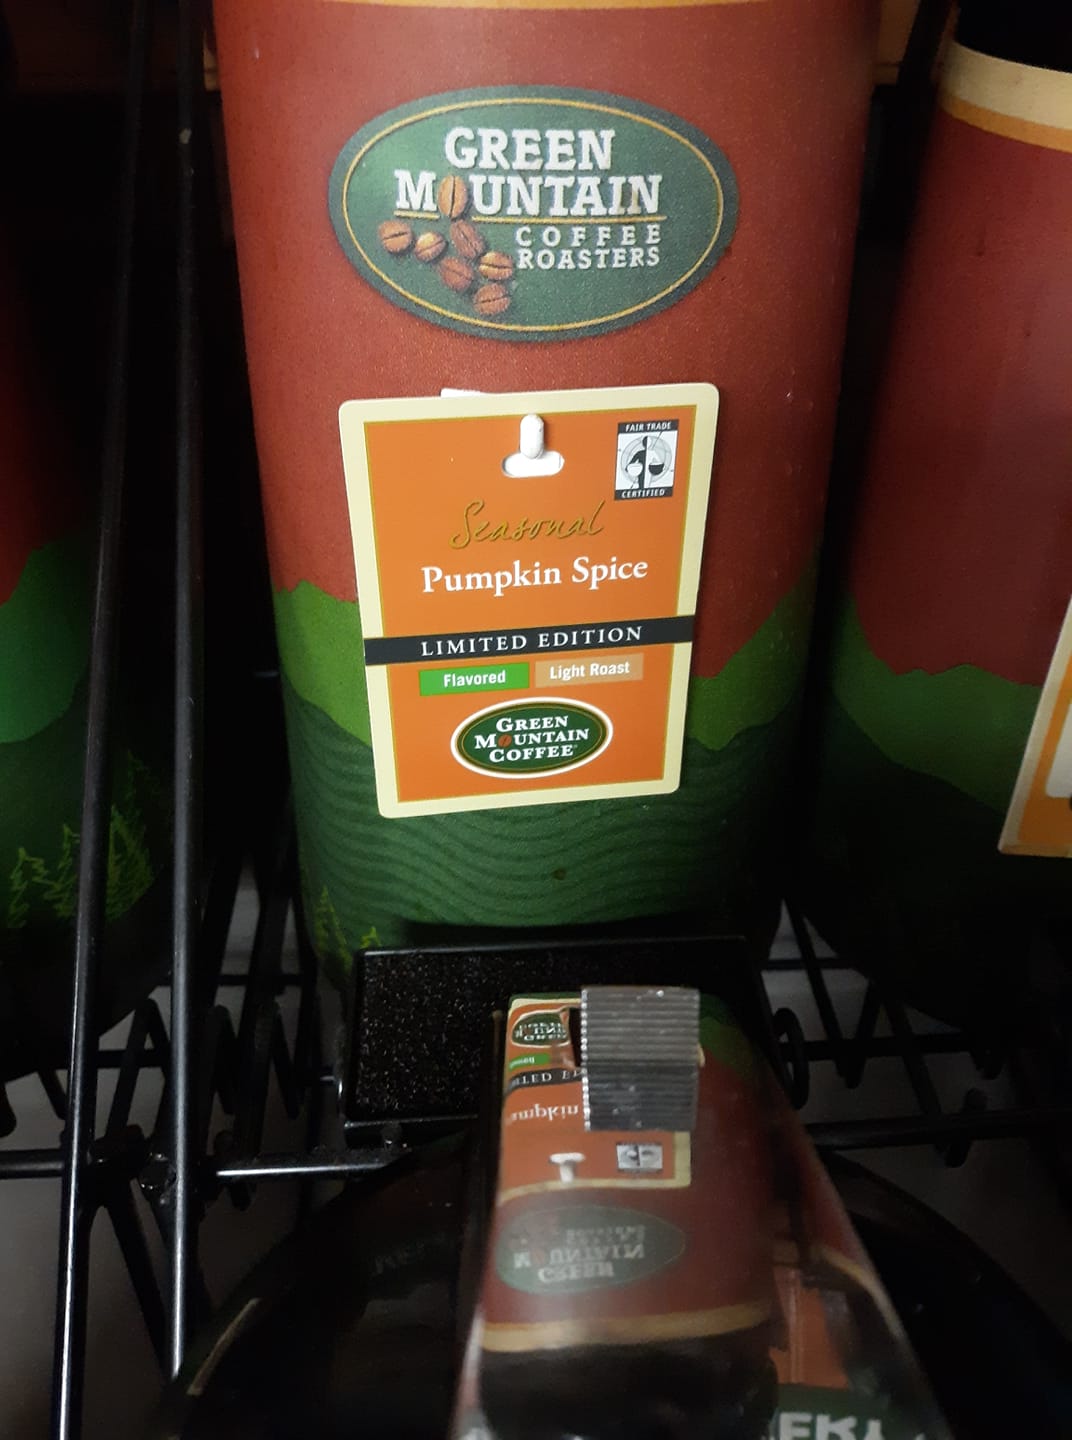 GREEN
MOUNTAIN
COFFEE
ROASTERS
FAIR TRADE
CERTIFIED
Seasonal
Pumpkin Spice
LIMITED EDITION
Flavored
Light Roast
GREEN
MOUNTAIN
COFFEE